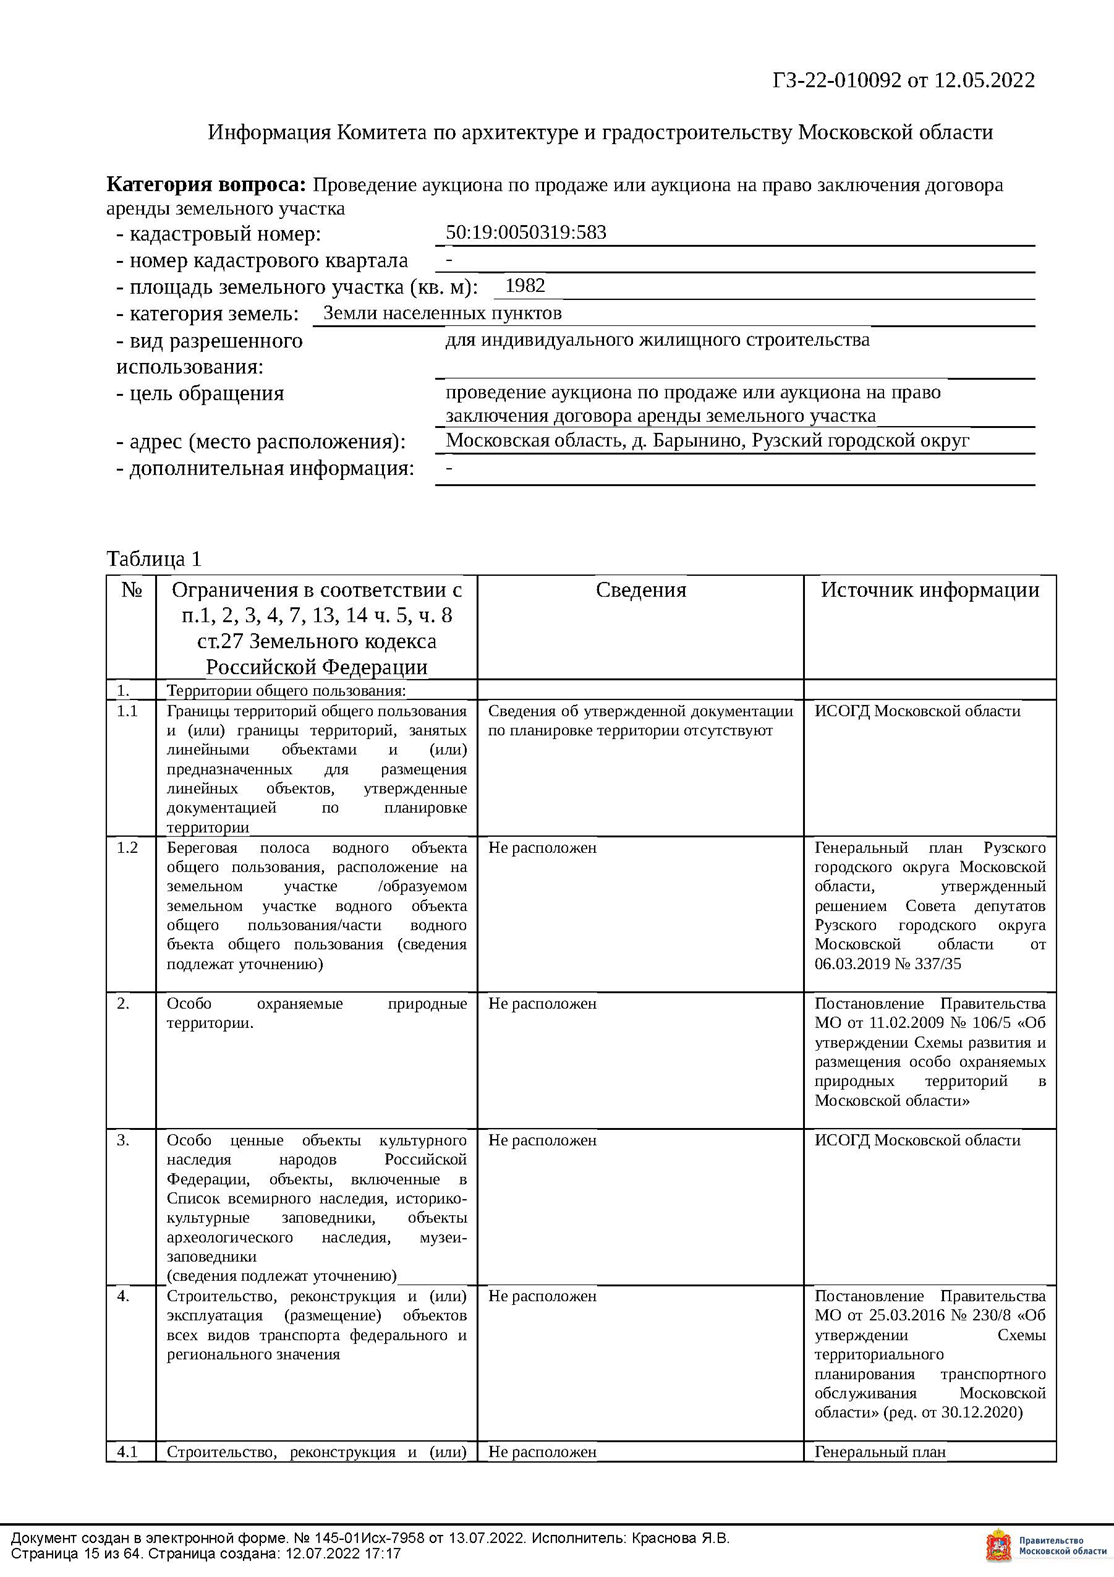 ГЗ-22-010092 от 12.05.2022
Информация Комитета по архитектуре и градостроительству Московской области
Категория вопроса: Проведение аукциона по продаже или аукциона на право заключения договора
аренды земельного участка
- кадастровый номер: 50:19:0050319:583
- номер кадастрового квартала -
- площадь земельного участка (кв. м): 1982
- категория земель: Земли населенных пунктов
- вид разрешенного для индивидуального жилищного строительства
использования:
- цель обращения проведение аукциона по продаже или аукциона на право
заключения договора аренды земельного участка
- адрес (место расположения): Московская область, д. Барынино, Рузский городской округ
- дополнительная информация: -
Таблица 1
№
Ограничения в соответствии с
п.1, 2, 3, 4, 7, 13, 14 ч. 5, ч. 8
ст.27 Земельного кодекса
Российской Федерации
Сведения
Источник информации
1.
Территории общего пользования:
1.1
Границы территорий общего пользования
и (или) границы территорий, занятых
линейными объектами и (или)
предназначенных для размещения
линейных объектов, утвержденные
документацией по планировке
территории
Сведения об утвержденной документации
по планировке территории отсутствуют
ИСОГД Московской области
1.2
Береговая полоса водного объекта
общего пользования, расположение на
земельном участке /образуемом
земельном участке водного объекта
общего пользования/части водного
бъекта общего пользования (сведения
подлежат уточнению)
Не расположен
Генеральный план Рузского
городского округа Московской
области, утвержденный
решением Совета депутатов
Рузского городского округа
Московской области от
06.03.2019 № 337/35
2.
Особо охраняемые природные
территории.
Не расположен
Постановление Правительства
МО от 11.02.2009 № 106/5 «Об
утверждении Схемы развития и
размещения особо охраняемых
природных территорий в
Московской области»
3.
Особо ценные объекты культурного
наследия народов Российской
Федерации, объекты, включенные в
Список всемирного наследия, историко-
культурные заповедники, объекты
археологического наследия, музеи-
заповедники
(сведения подлежат уточнению)
Не расположен
ИСОГД Московской области
4.
Строительство, реконструкция и (или)
эксплуатация (размещение) объектов
всех видов транспорта федерального и
регионального значения
Не расположен
Постановление Правительства
МО от 25.03.2016 № 230/8 «Об
утверждении Схемы
территориального
планирования транспортного
обслуживания Московской
области» (ред. от 30.12.2020)
4.1
Строительство, реконструкция и (или)
Не расположен
Генеральный план
Документ создан в электронной форме. № 145-01Исх-7958 от 13.07.2022. Исполнитель: Краснова Я.В.
Страница 15 из 64. Страница создана: 12.07.2022 17:17
Правительство
Московской области